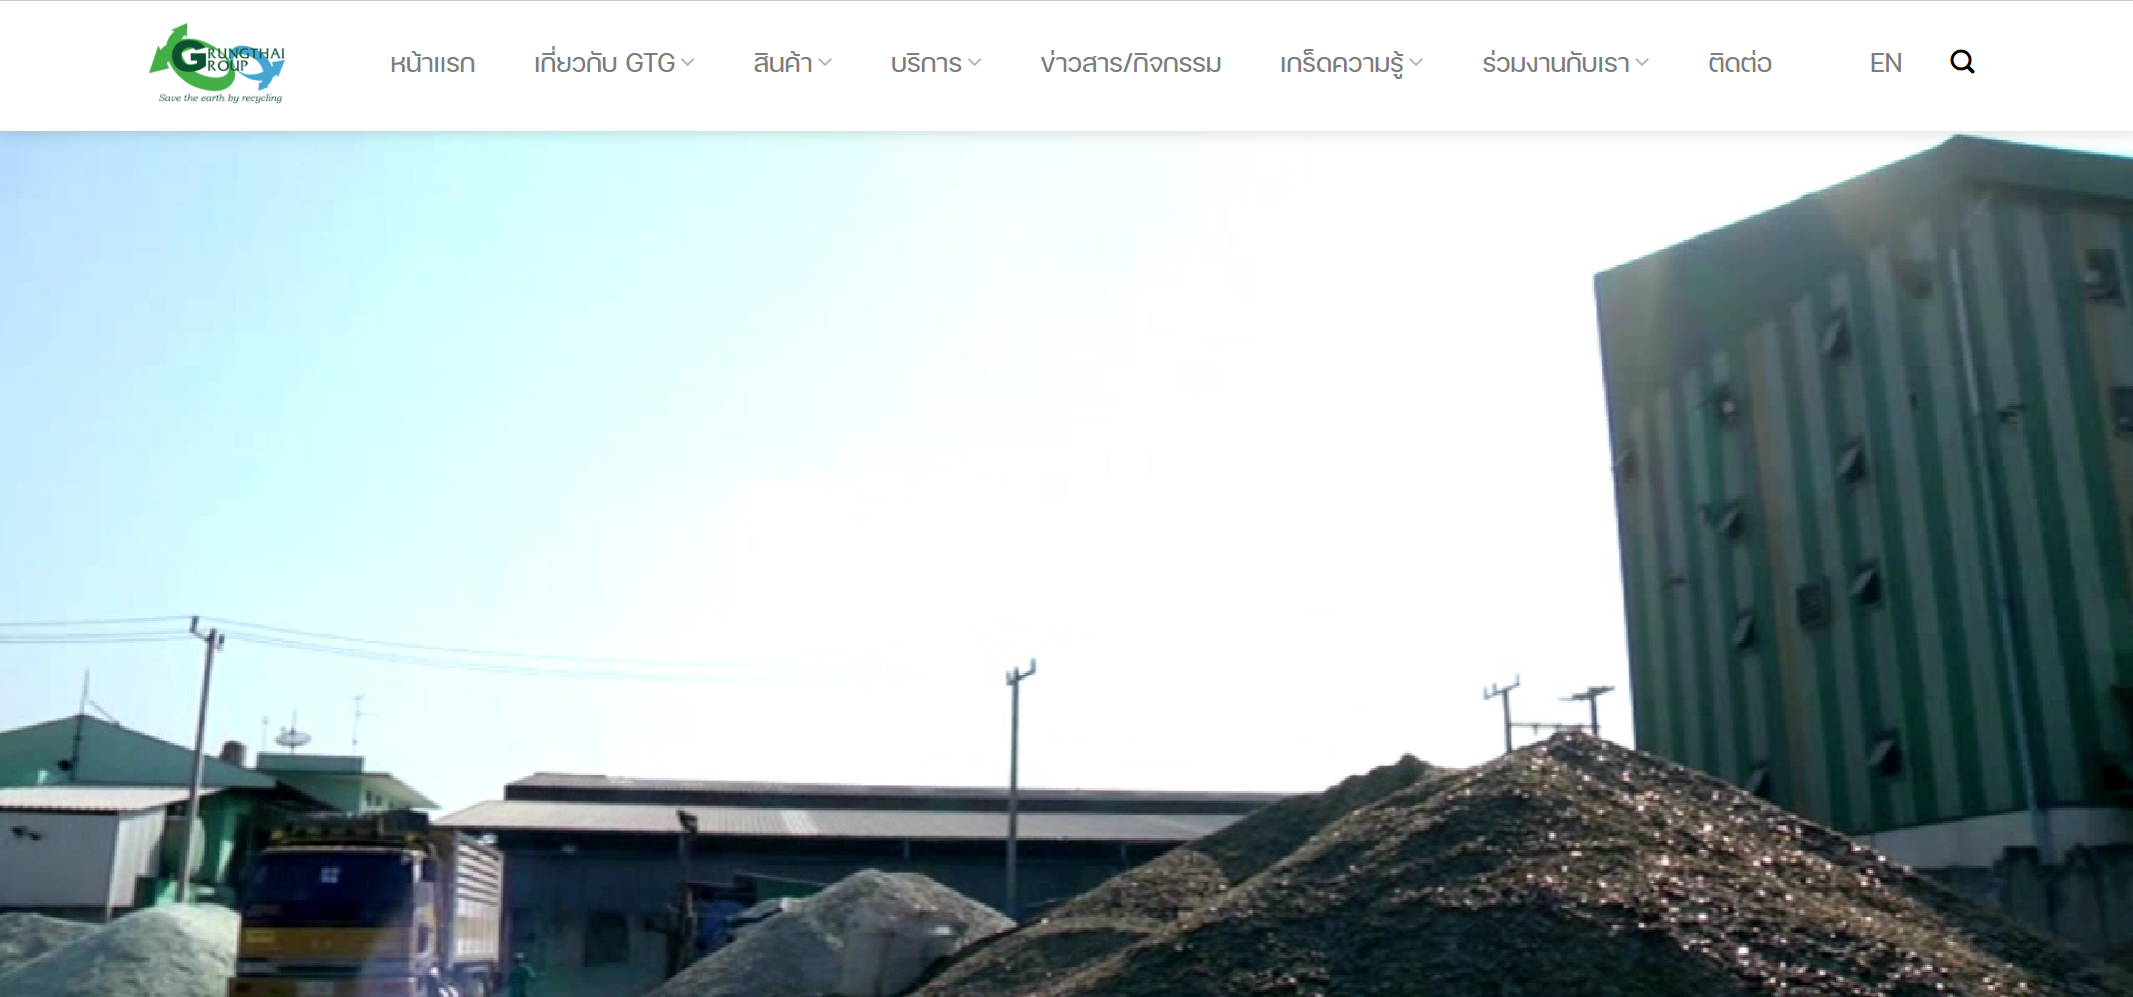 GRUNGTHAI
GROUP
Save the earth by recycling
หน้าแรก
เกี่ยวกับ GTG
สินค้า
บริการ
ข่าวสาร/กิจกรรม
เกร็ดความรู้
ร่วมงานกับเรา
ติดต่อ
EN